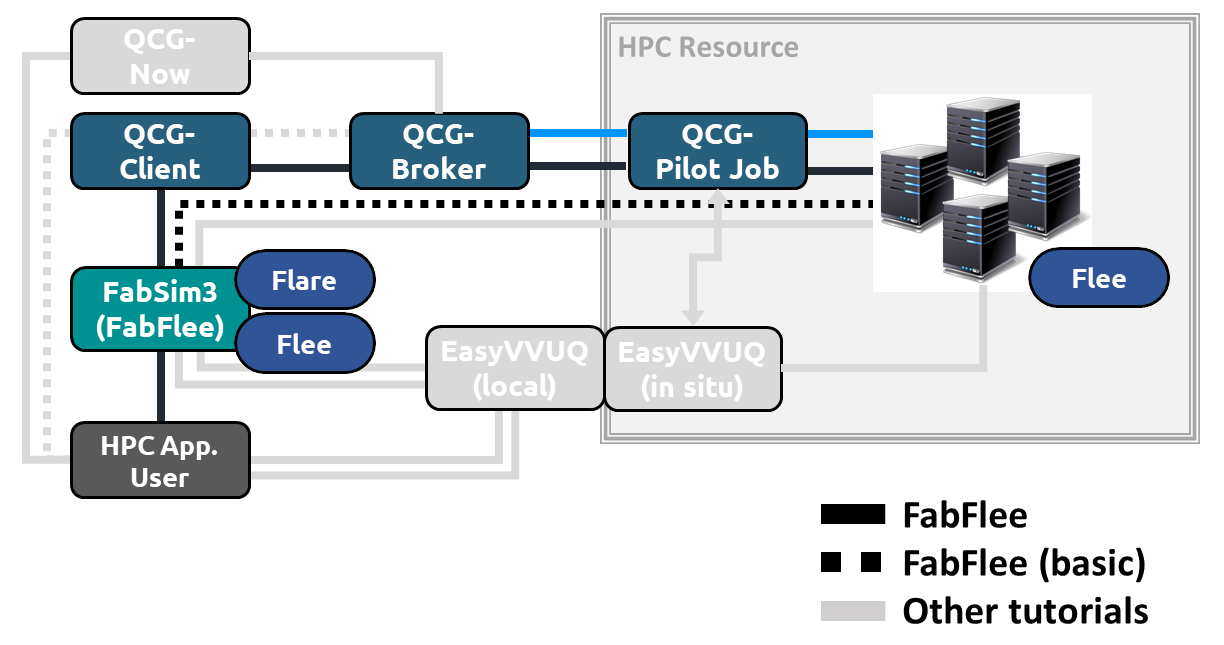 QCG-
Now
HPC Resource
QCG-
Client
QCG-
Broker
QCG-
Pilot Job
FabSim3
(FabFlee)
Flare
Flee
Flee
EasyVVUQ
(local)
EasyVVUQ
(in situ)
HPC App.
User
FabFlee
FabFlee (basic)
Other tutorials